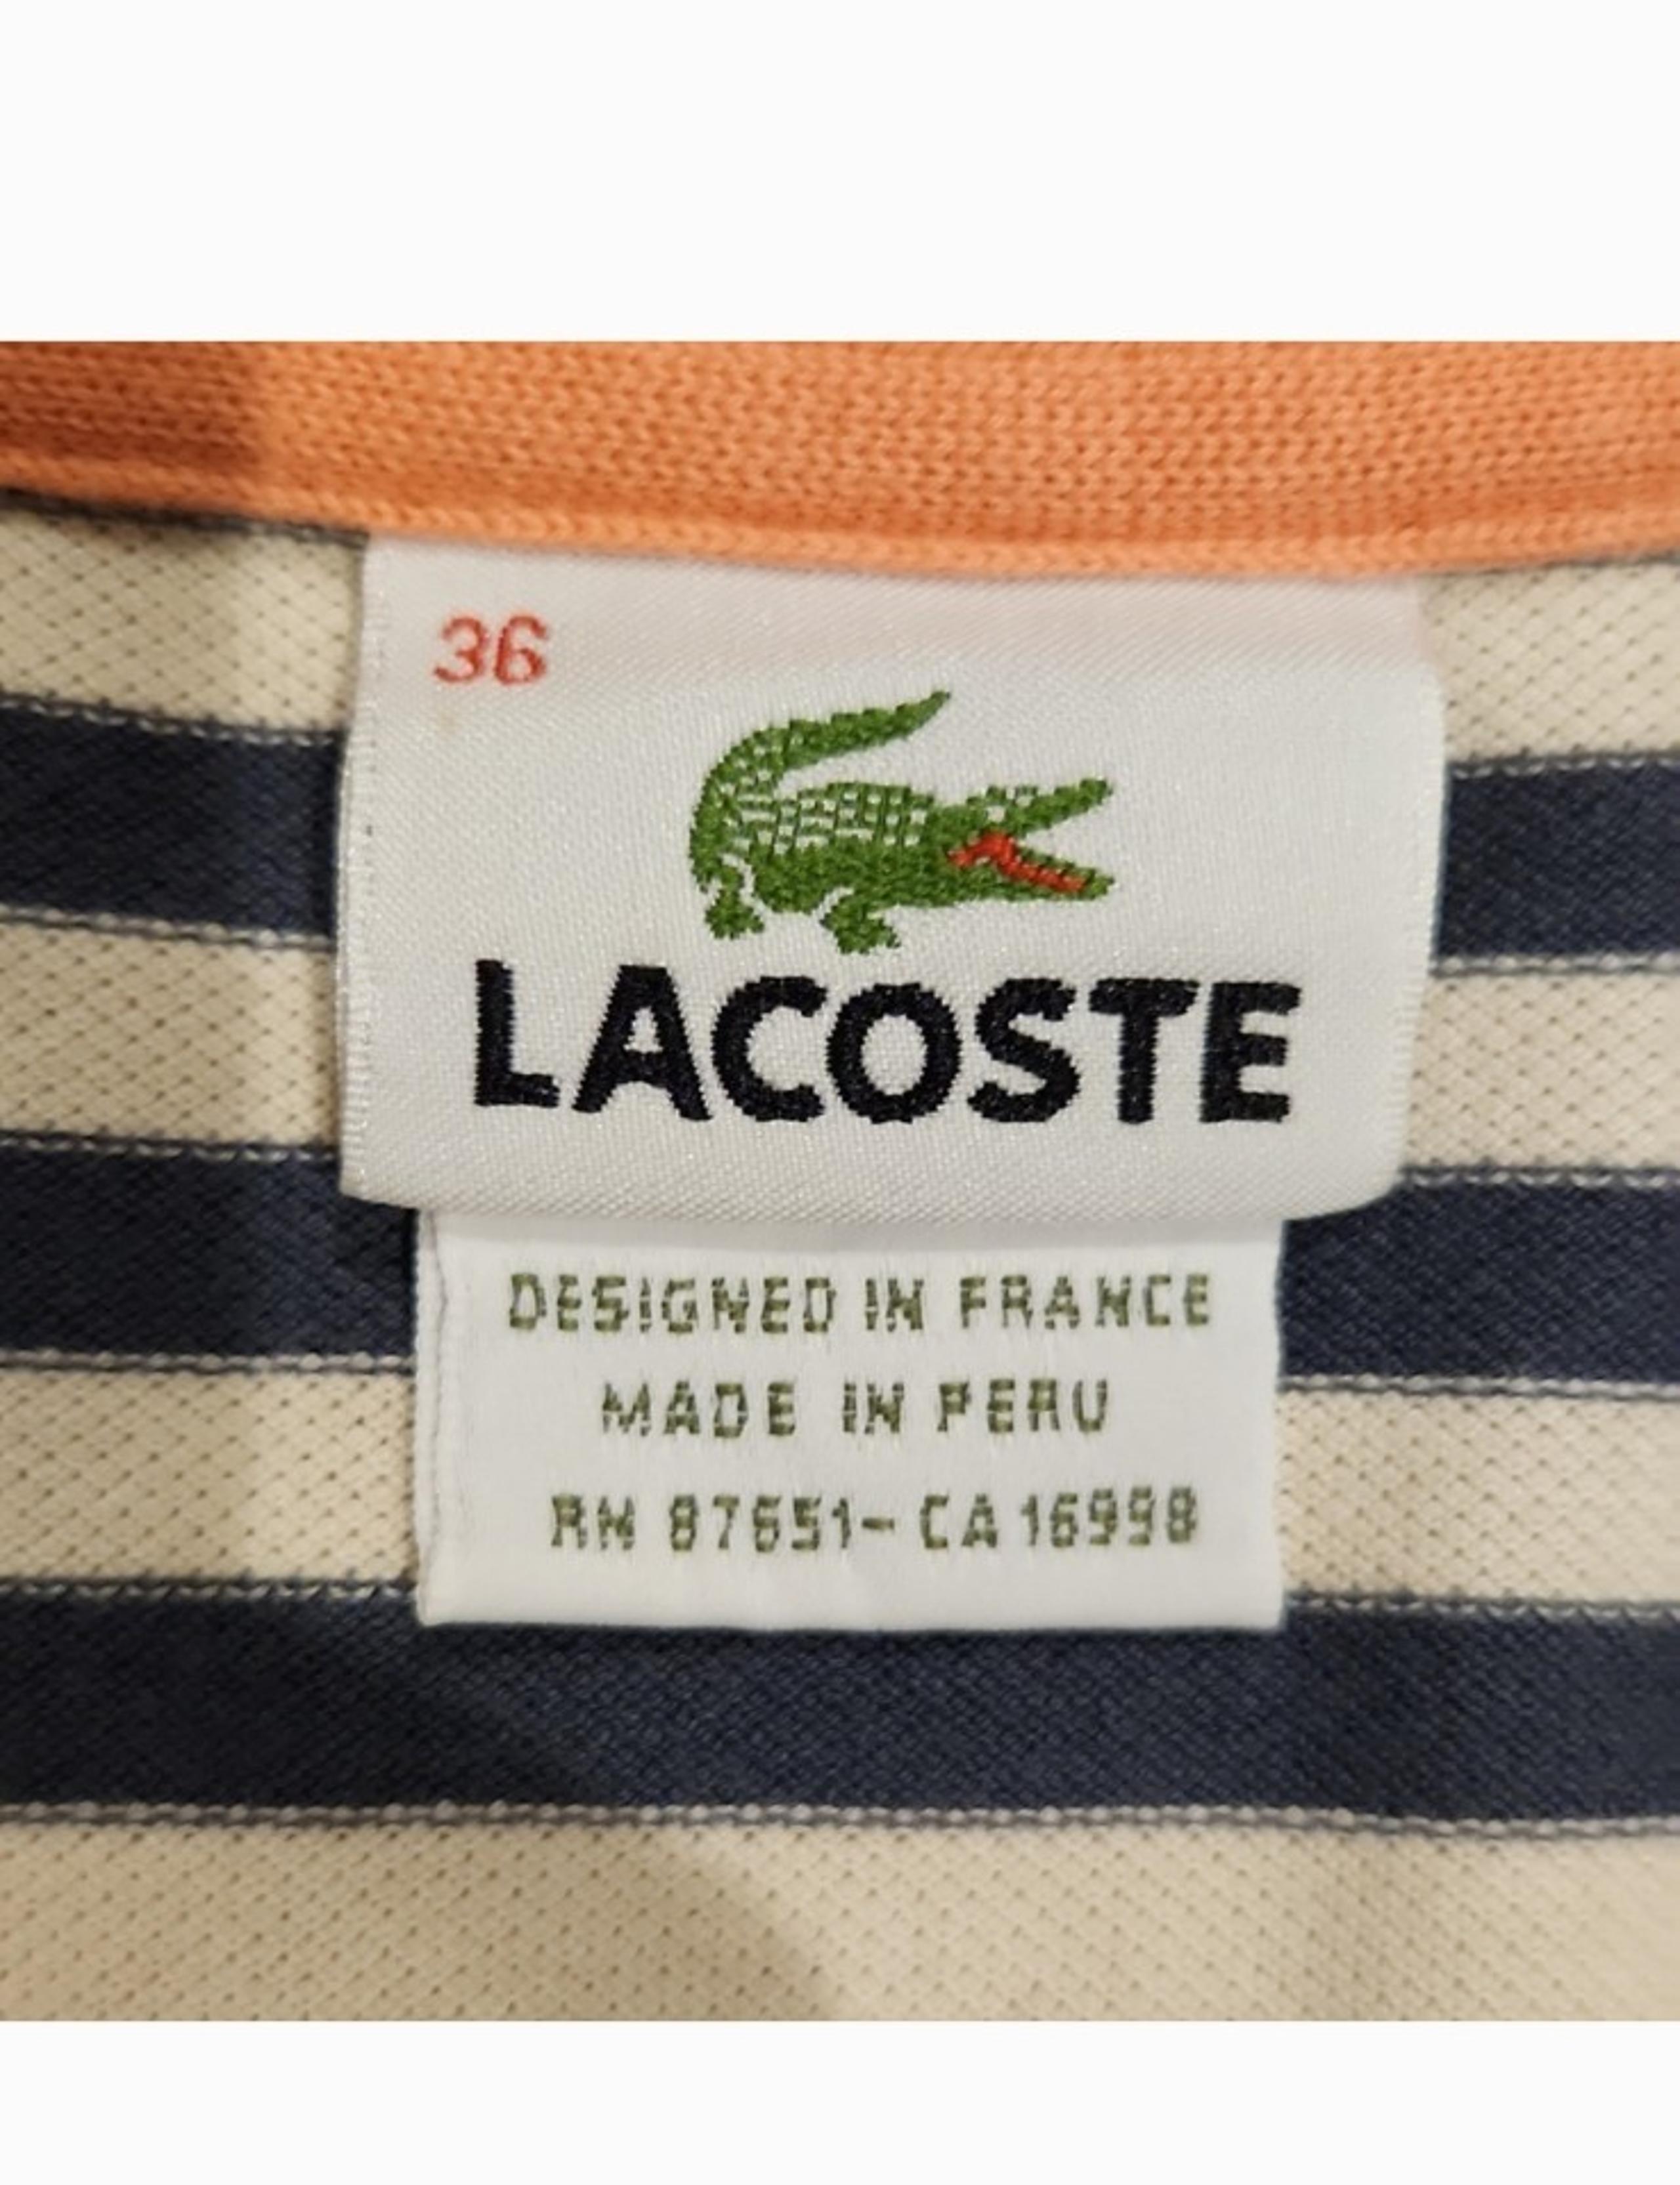 36
LACOSTE
DESIGNED IN FRANCE
MADE IN PERU
RN 87651- CA 16998